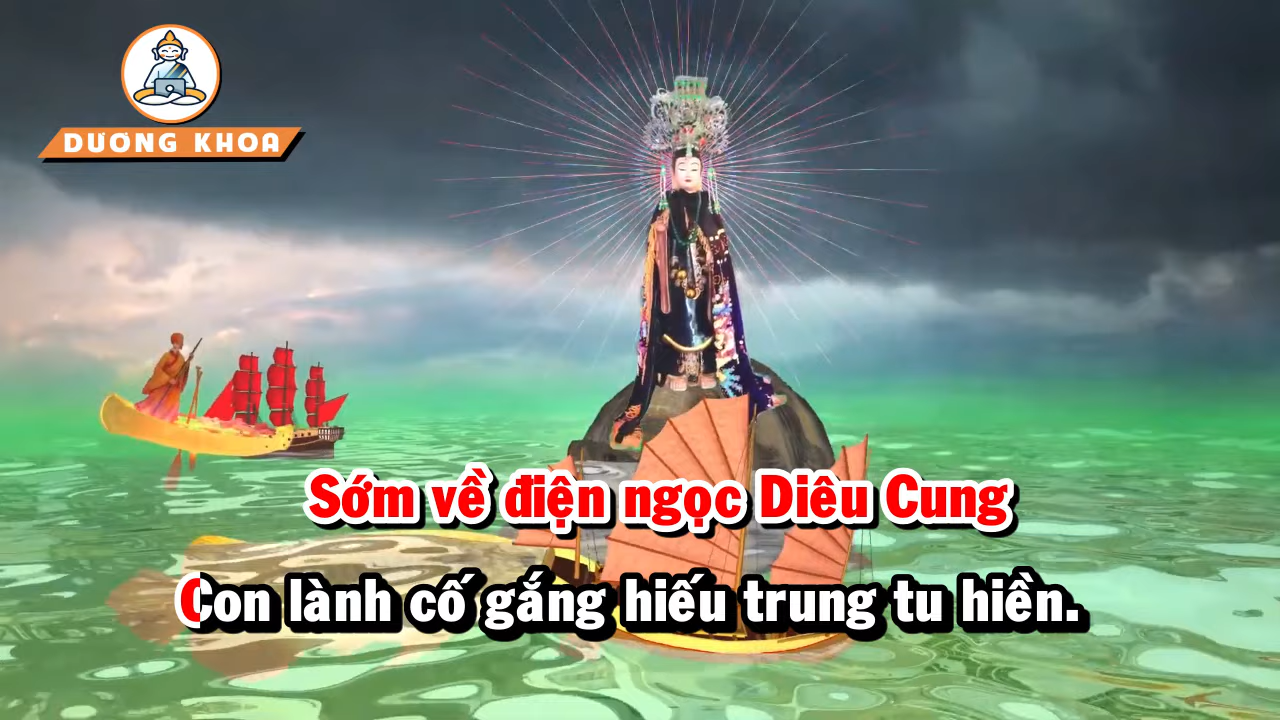 DƯƠNG KHOA
Sớm về điện ngọc Diêu Cung
Con lành cố gắng hiếu trung tu hiền.